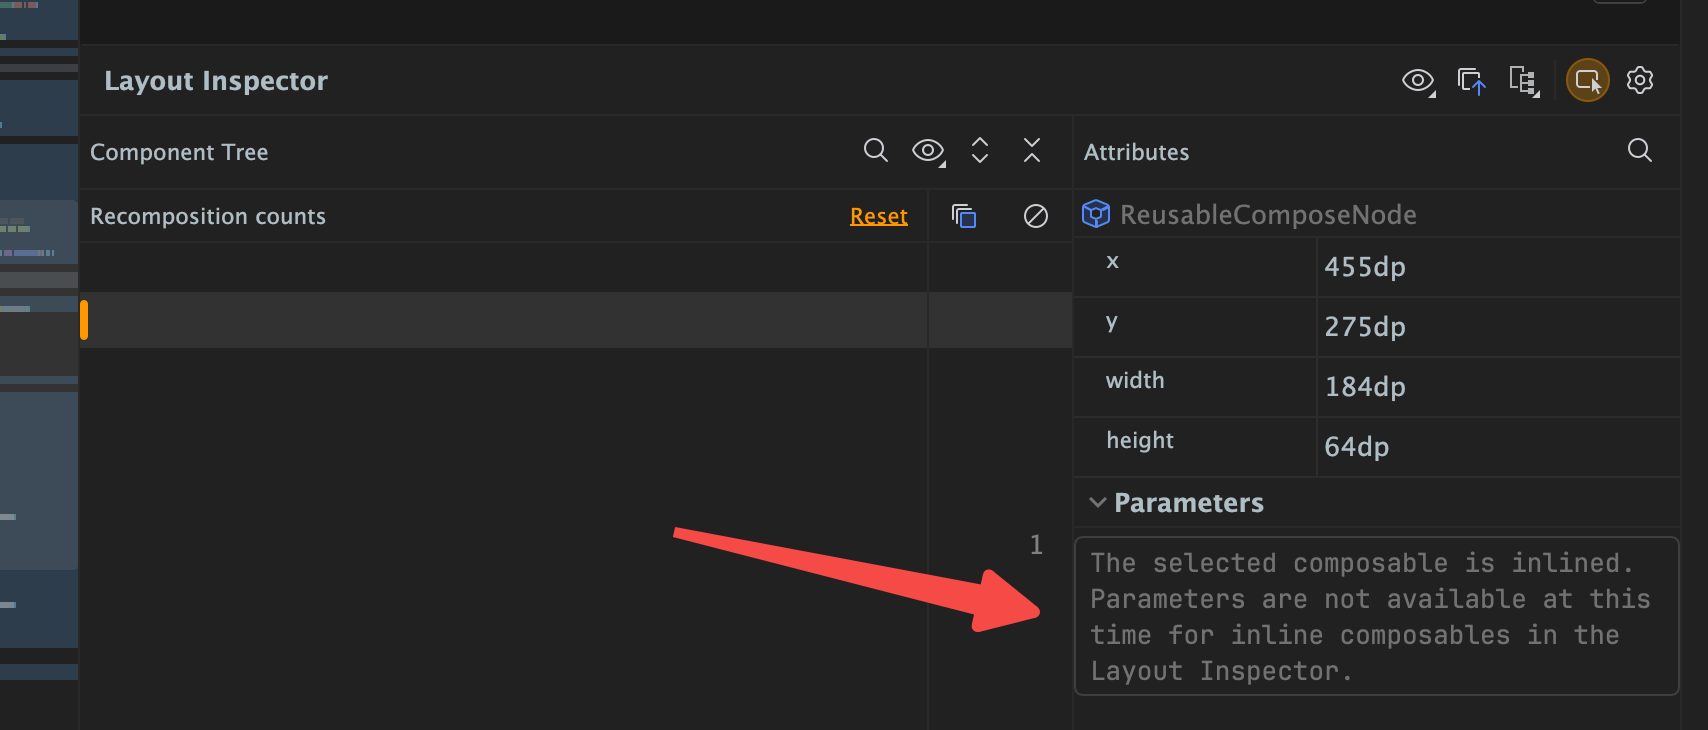 Layout Inspector
Component Tree
Attributes
Recomposition counts
Reset
ReusableComposeNode
x
455dp
y
275dp
width
184dp
height
64dp
Parameters
1
The selected composable is inlined.
Parameters are not available at this
time for inline composables in the
Layout Inspector.